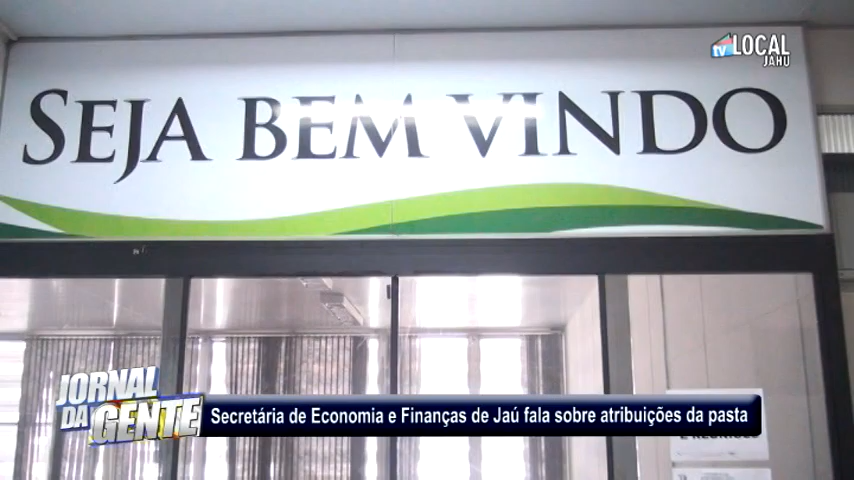 tv LOCAL
JAHU
SEJA BEM VINDO
JORNAL
DA GENTE
Secretária de Economia e Finanças de Jaú fala sobre atribuições da pasta